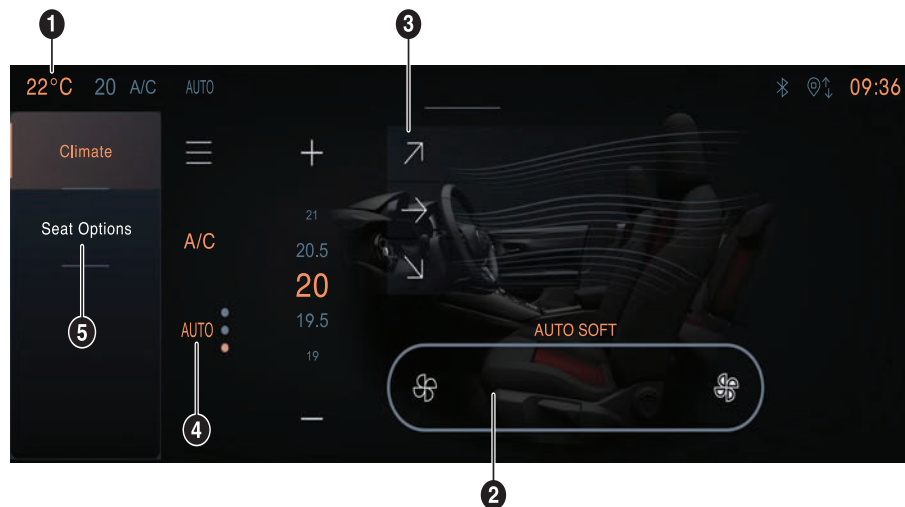 1
3
22°C 20 A/C AUTO 09:36
Climate
Seat Options
5
A/C
AUTO
4
+
21
20.5
20
19.5
19
−
AUTO SOFT
2